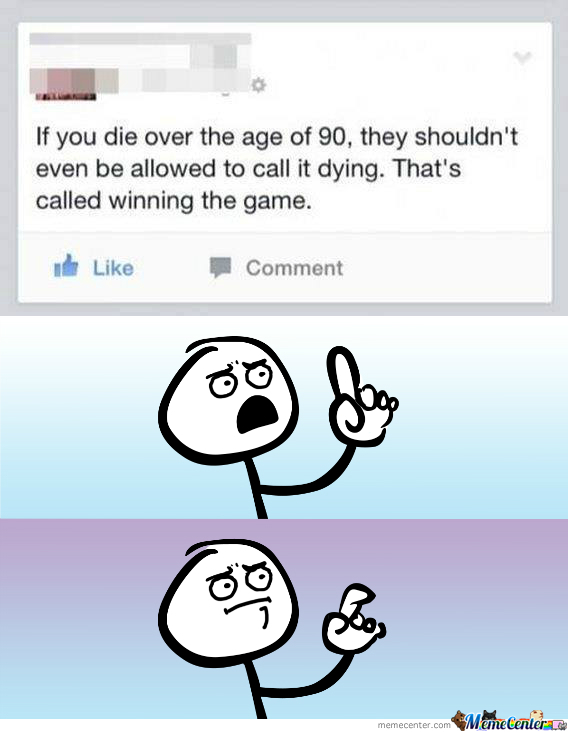 If you die over the age of 90, they shouldn't
even be allowed to call it dying. That's
called winning the game.
Like
Comment
memecenter.com
MemeCenter